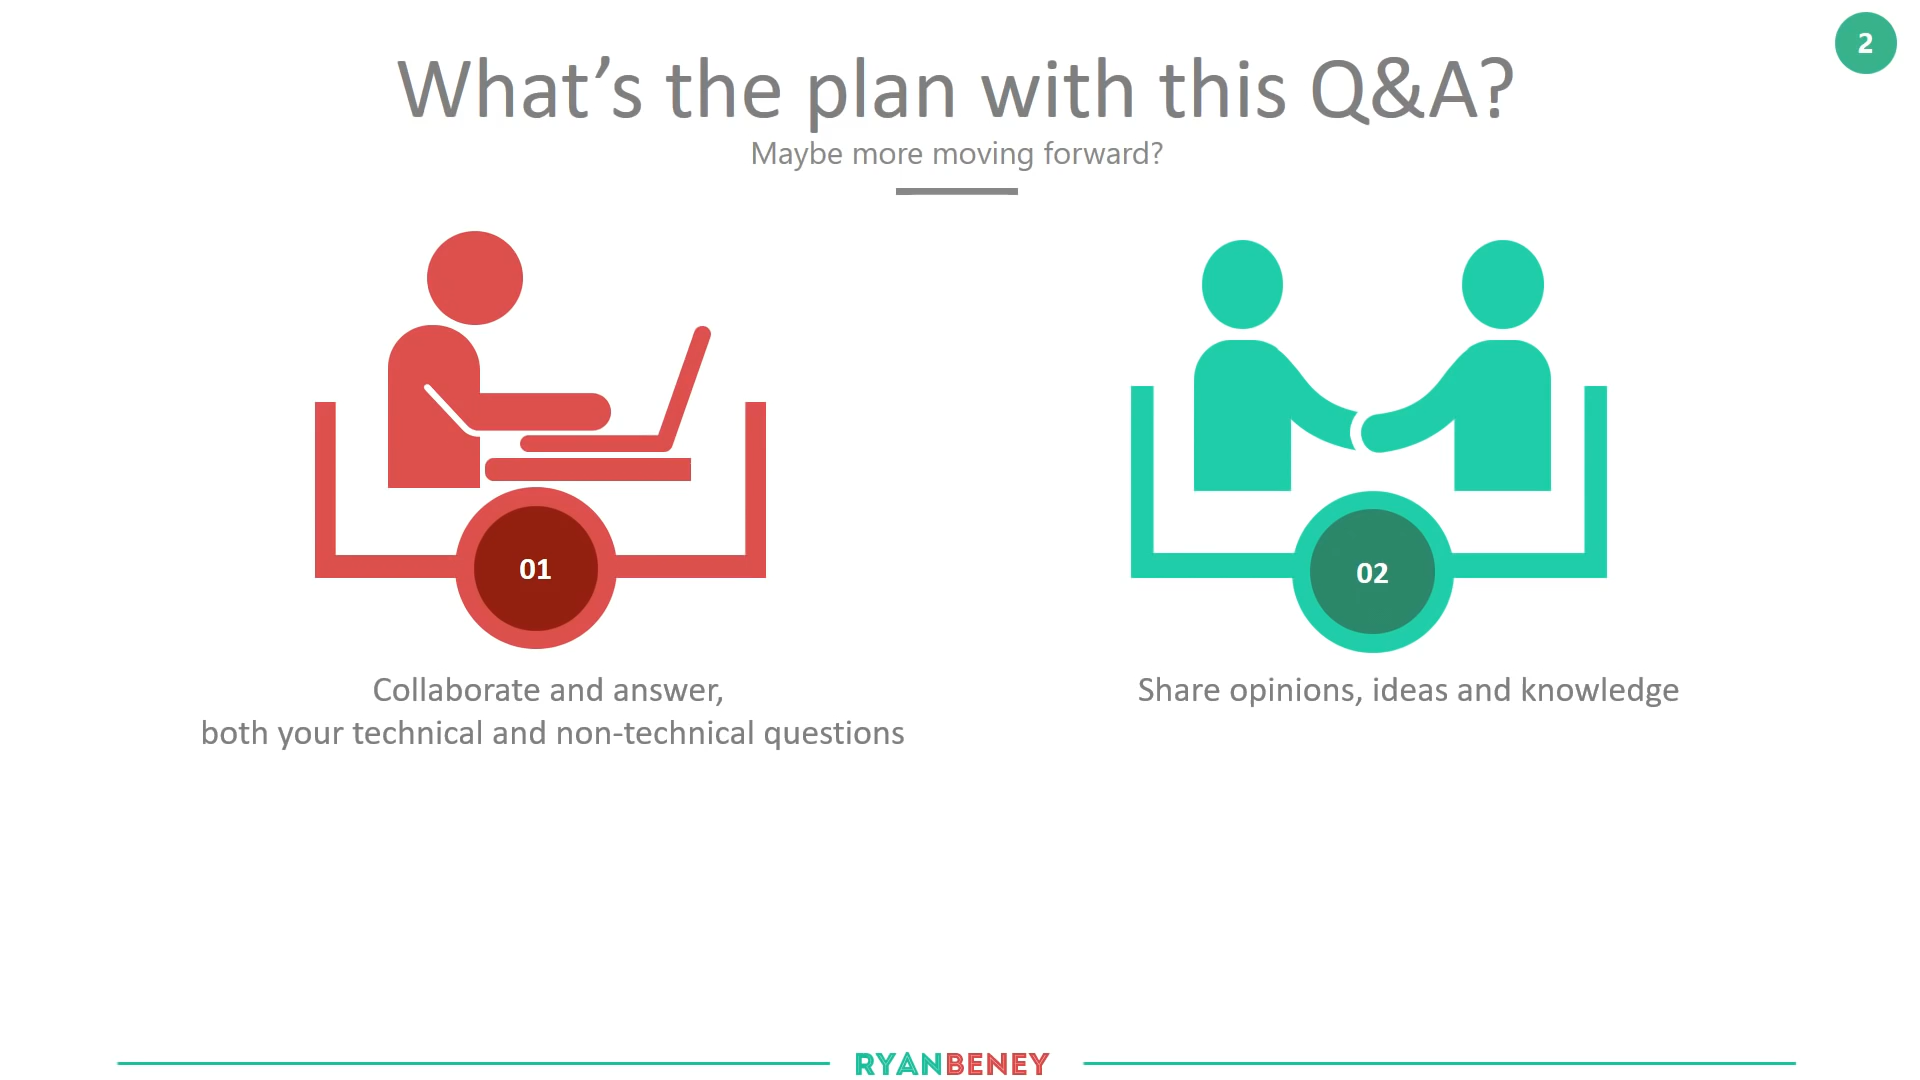 2
What’s the plan with this Q&A?
Maybe more moving forward?
01
02
Collaborate and answer,
both your technical and non-technical questions
Share opinions, ideas and knowledge
RYANBENEY